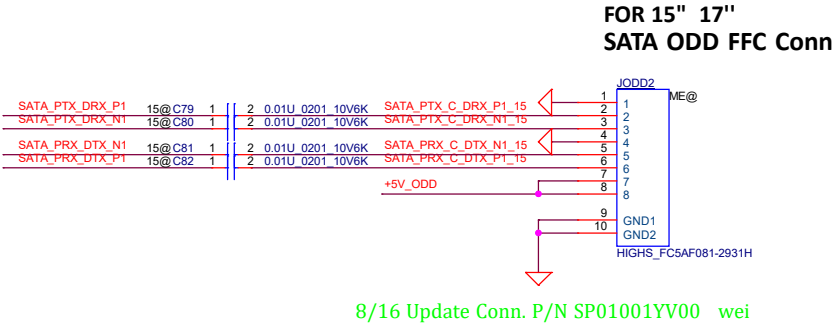 FOR 15" 17''
SATA ODD FFC Conn
JODD2
ME@
SATA_PTX_DRX_P1 15@ C79 1 2 0.01U_0201_10V6K SATA_PTX_C_DRX_P1_15 1 1
SATA_PTX_DRX_N1 15@ C80 1 2 0.01U_0201_10V6K SATA_PTX_C_DRX_N1_15 2 2
3 3
SATA_PRX_DTX_N1 15@ C81 1 2 0.01U_0201_10V6K SATA_PRX_C_DTX_N1_15 4 4
5 5
SATA_PRX_DTX_P1 15@ C82 1 2 0.01U_0201_10V6K SATA_PRX_C_DTX_P1_15 6 6
+5V_ODD 7 7
8 8
9 GND1
10 GND2
HIGHS_FC5AF081-2931H
8/16 Update Conn. P/N SP01001YV00 wei